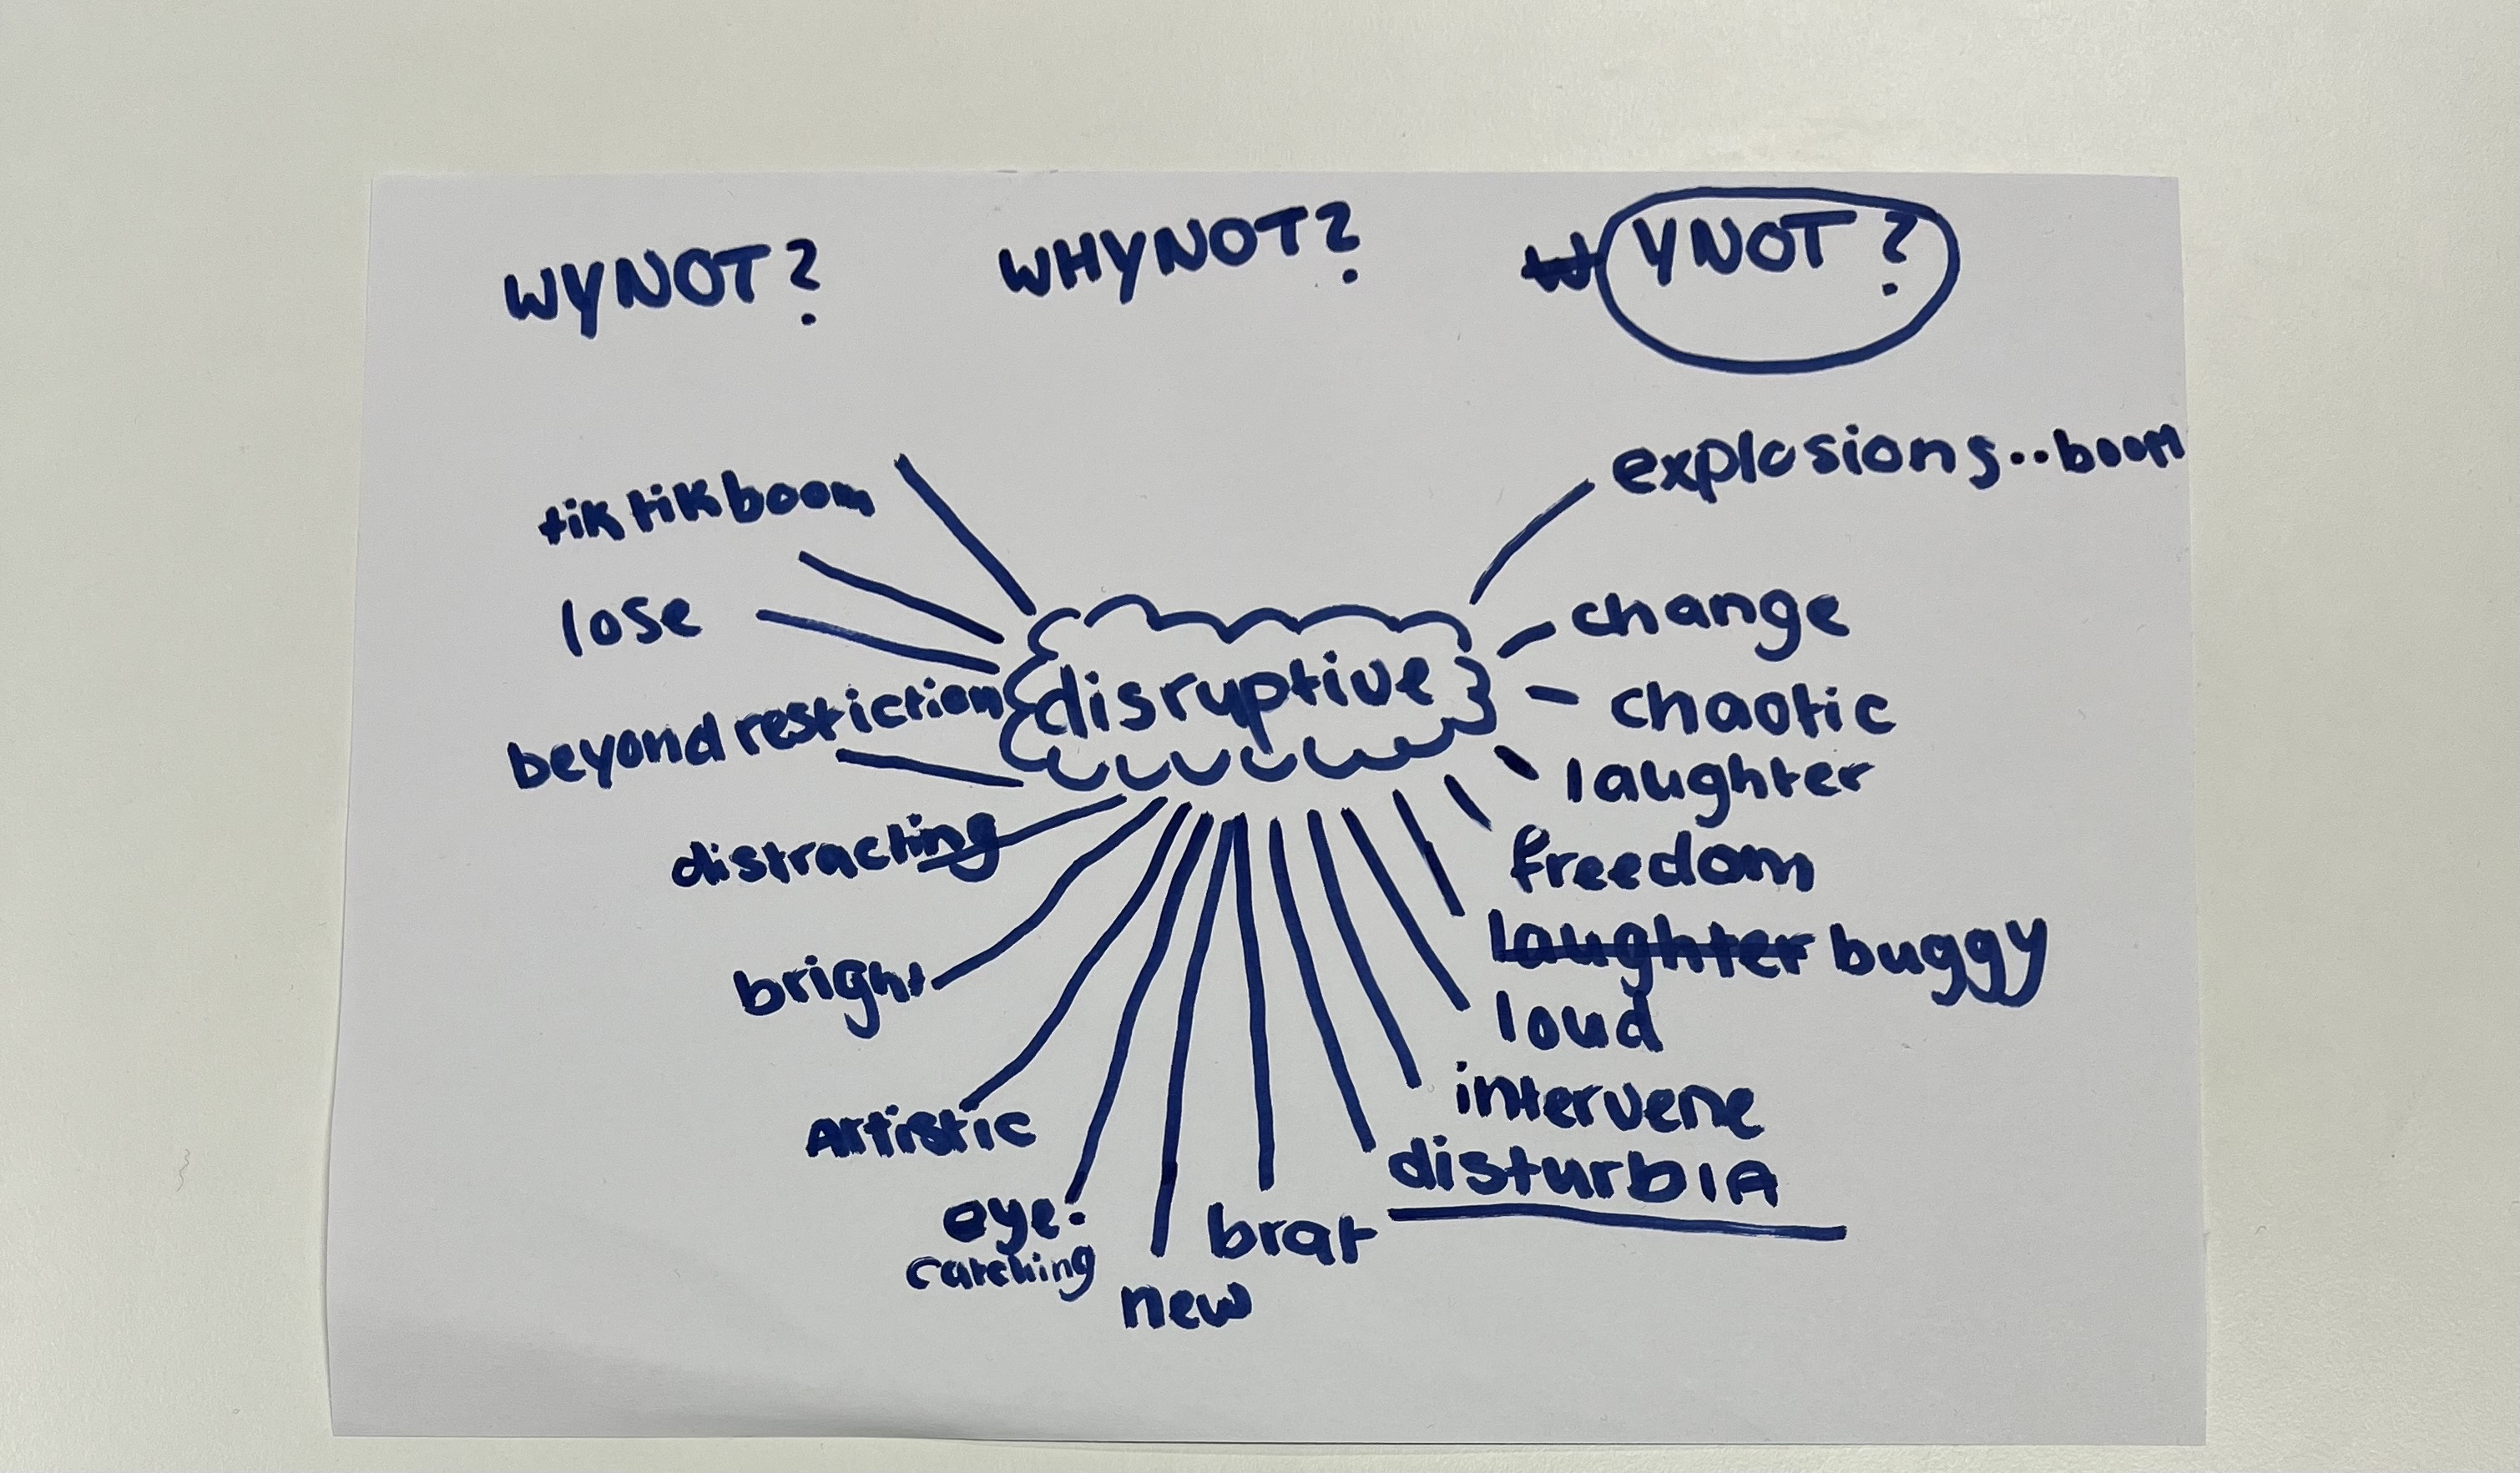 WYNOT?
WHYNOT?
W YNOT?
explosions..boom
tik tik boom
lose
beyond restiction
disruptive
change
chaotic
laughter
freedom
laughter buggy
loud
intervene
disturbIA
brat
new
eye.
catching
Artistic
bright
distracting